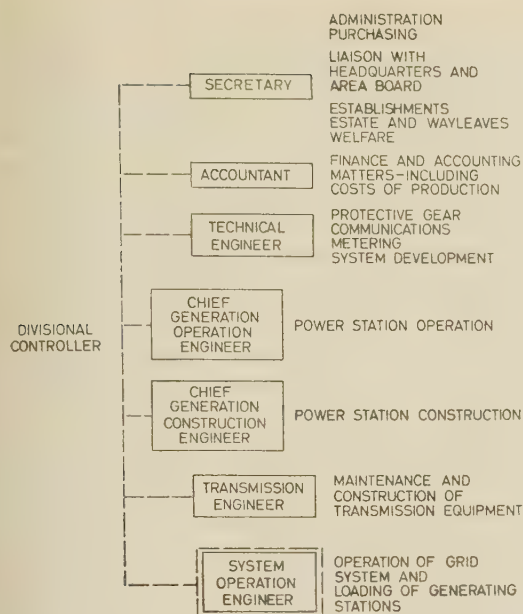 ADMINISTRATION
PURCHASING
SECRETARY
LIAISON WITH
HEADQUARTERS AND
AREA BOARD
ESTABLISHMENTS
ESTATE AND WAYLEAVES
WELFARE
ACCOUNTANT
FINANCE AND ACCOUNTING
MATTERS-INCLUDING
COSTS OF PRODUCTION
TECHNICAL
ENGINEER
PROTECTIVE GEAR
COMMUNICATIONS
METERING
SYSTEM DEVELOPMENT
DIVISIONAL
CONTROLLER
CHIEF
GENERATION
OPERATION
ENGINEER
POWER STATION OPERATION
CHIEF
GENERATION
CONSTRUCTION
ENGINEER
POWER STATION CONSTRUCTION
TRANSMISSION
ENGINEER
MAINTENANCE AND
CONSTRUCTION OF
TRANSMISSION EQUIPMENT
SYSTEM
OPERATION
ENGINEER
OPERATION OF GRID
SYSTEM AND
LOADING OF GENERATING
STATIONS